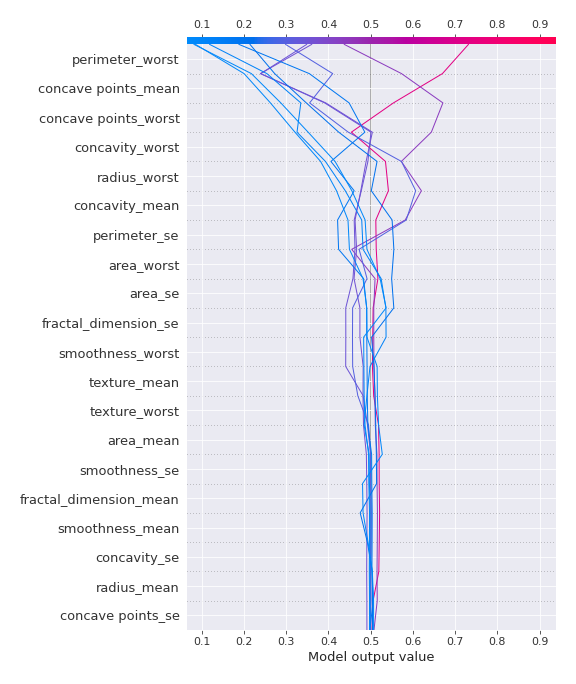 0.1 0.2 0.3 0.4 0.5 0.6 0.7 0.8 0.9
perimeter_worst
concave points_mean
concave points_worst
concavity_worst
radius_worst
concavity_mean
perimeter_se
area_worst
area_se
fractal_dimension_se
smoothness_worst
texture_mean
texture_worst
area_mean
smoothness_se
fractal_dimension_mean
smoothness_mean
concavity_se
radius_mean
concave points_se
0.1 0.2 0.3 0.4 0.5 0.6 0.7 0.8 0.9
Model output value